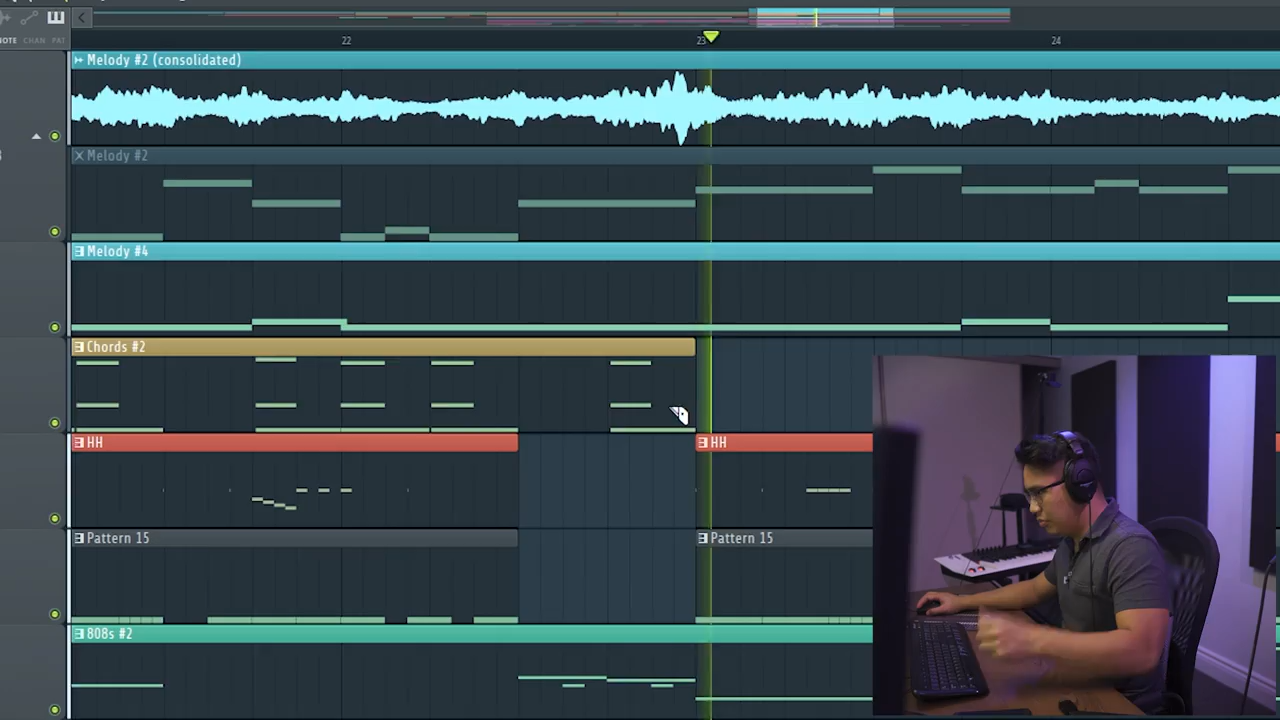 NOTE CHAN PAT
22 23 24
Melody #2 (consolidated)
Melody #2
Melody #4
Chords #2
HH HH
Pattern 15 Pattern 15
808s #2